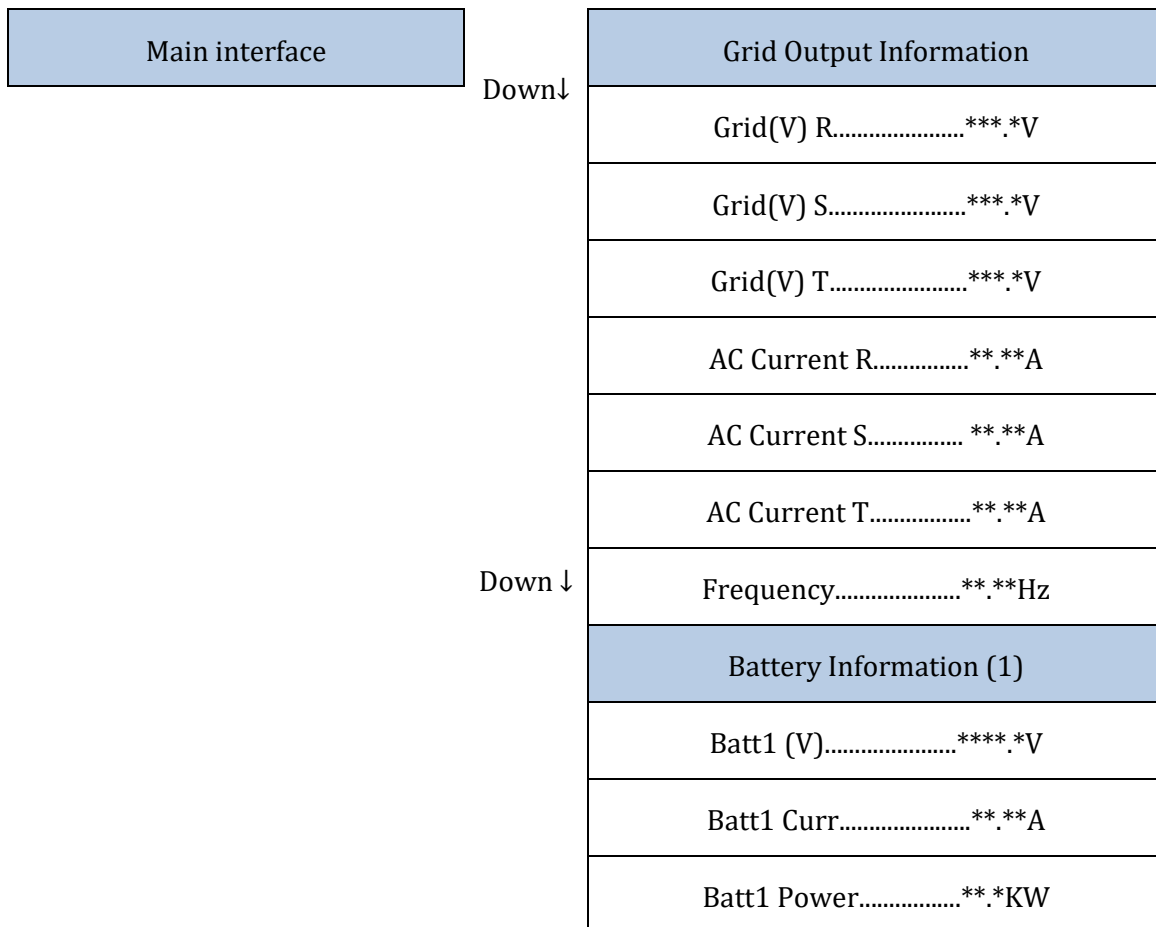 Main interface
Down↓
Grid Output Information
Grid(V) R......................***.*V
Grid(V) S.......................***.*V
Grid(V) T.......................***.*V
AC Current R................**.**A
AC Current S................ **.**A
AC Current T.................**.**A
Down ↓
Frequency.....................**.**Hz
Battery Information (1)
Batt1 (V)......................****.*V
Batt1 Curr......................**.**A
Batt1 Power.................**.*KW